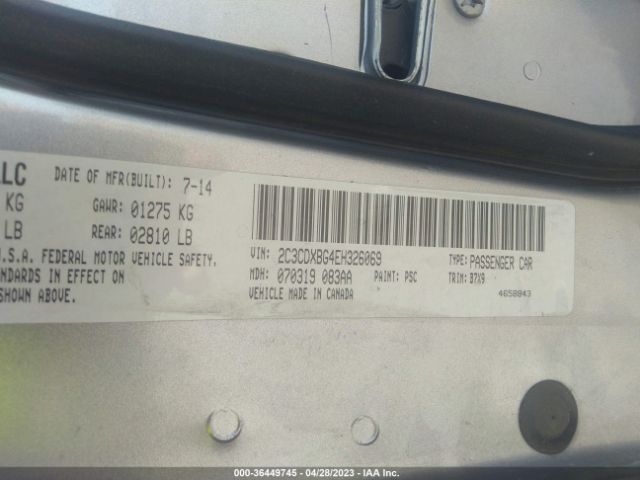 LLC DATE OF MFR(BUILT): 7-14
KG GAWR: 01275 KG
LB REAR: 02810 LB
U.S.A. FEDERAL MOTOR VEHICLE SAFETY.
STANDARDS IN EFFECT ON
SHOWN ABOVE.
VIN: 2C3CDXBG4EH326069 TYPE: PASSENGER CAR
MDH: 070319 083AA PAINT: PSC TRIM: B7X9
VEHICLE MADE IN CANADA 4658843
000-36449745 - 04/28/2023 - IAA Inc.